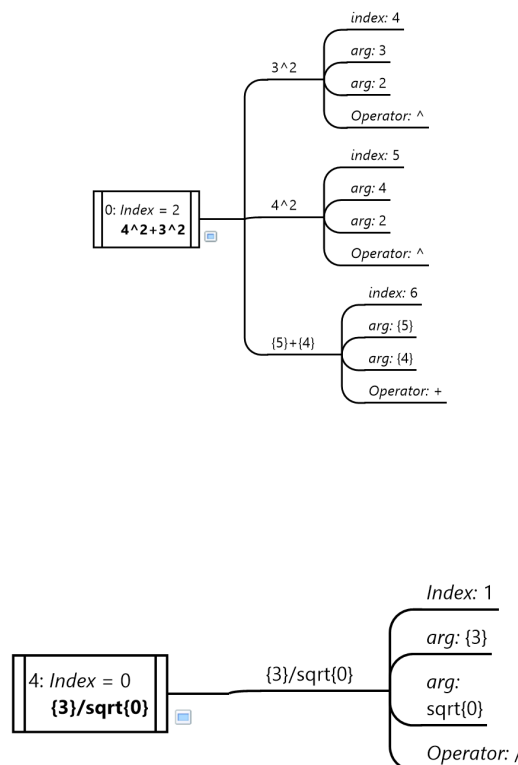 index: 4
3^2
arg: 3
arg: 2
Operator: ^
index: 5
0: Index = 2
4^2+3^2
4^2
arg: 4
arg: 2
Operator: ^
index: 6
{5}+{4}
arg: {5}
arg: {4}
Operator: +
Index: 1
4: Index = 0
{3}/sqrt{0}
{3}/sqrt{0}
arg: {3}
arg:
sqrt{0}
Operator: /